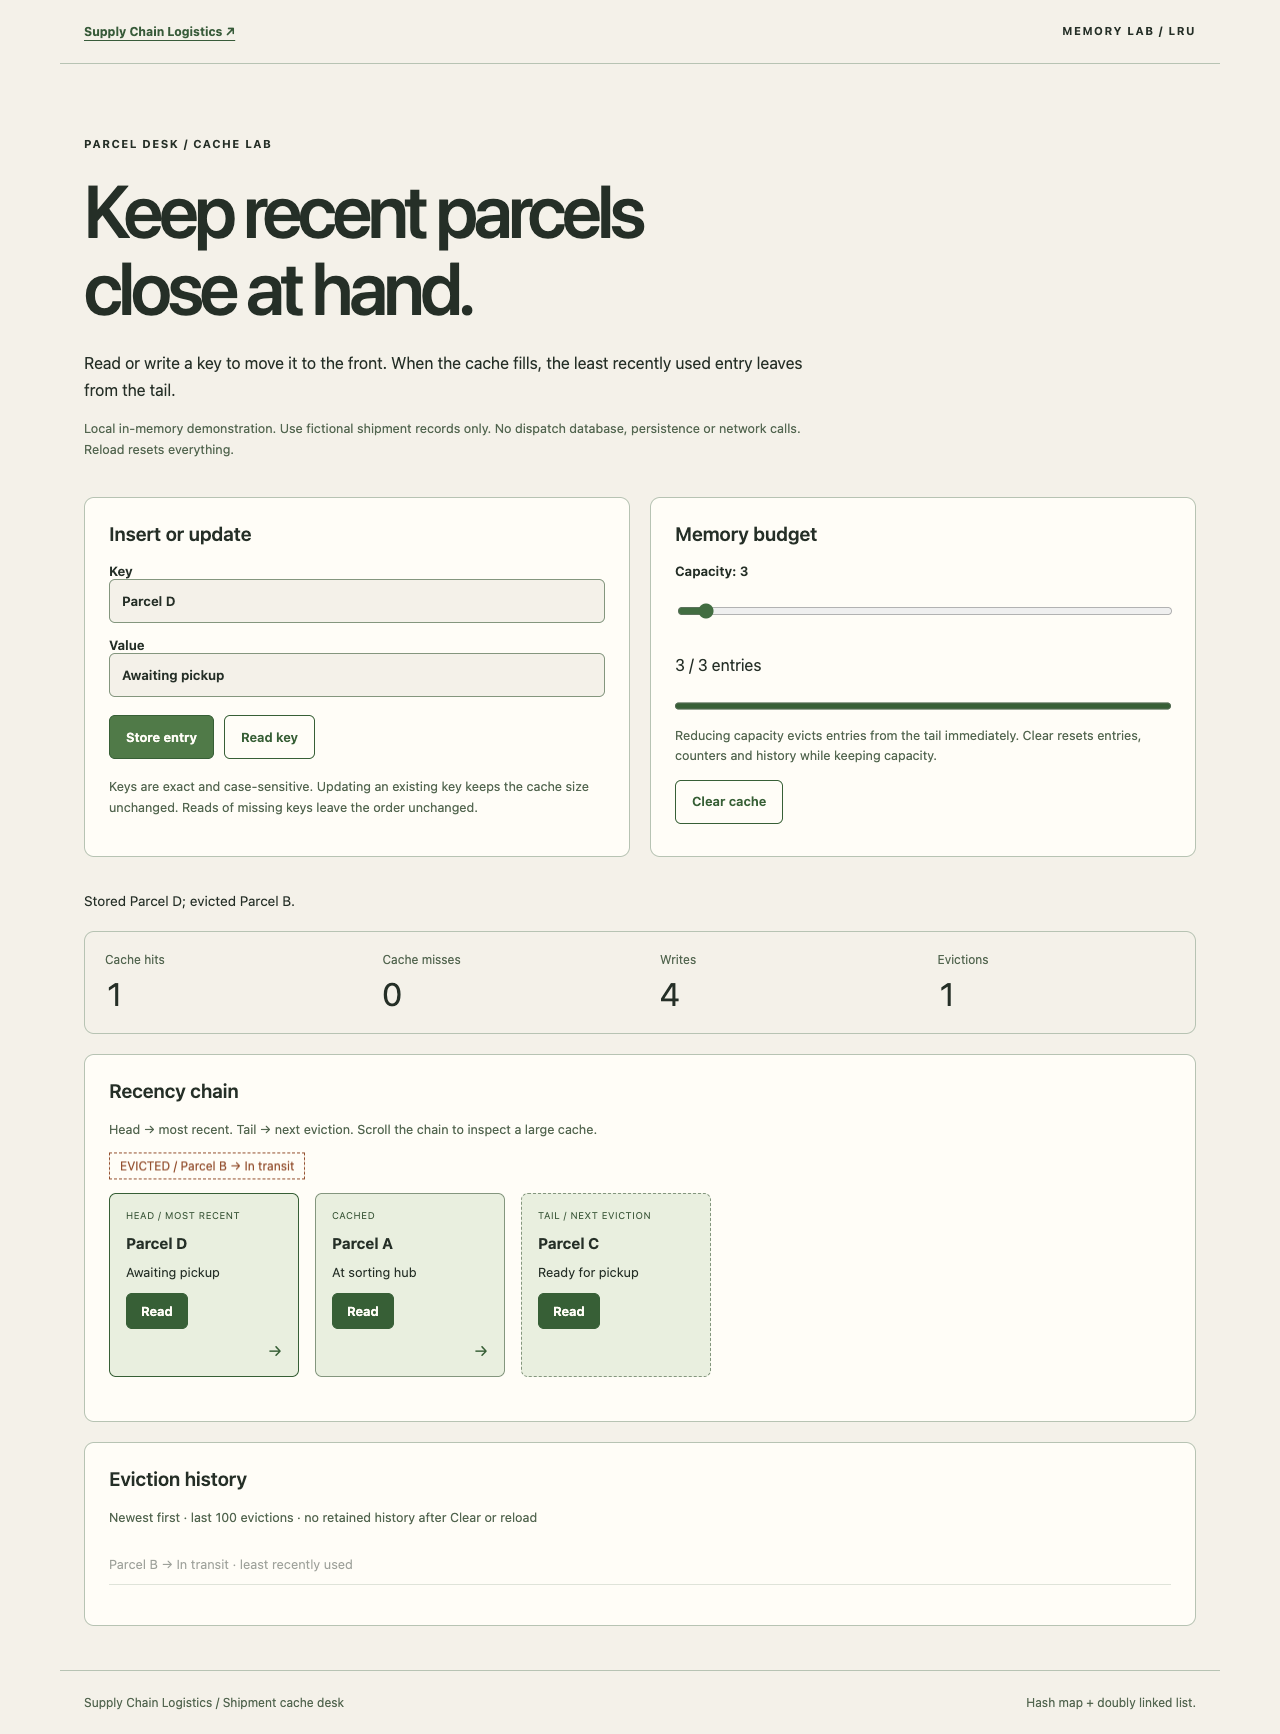 Supply Chain Logistics ↗
MEMORY LAB / LRU
PARCEL DESK / CACHE LAB
Keep recent parcels
close at hand.
Read or write a key to move it to the front. When the cache fills, the least recently used entry leaves
from the tail.
Local in-memory demonstration. Use fictional shipment records only. No dispatch database, persistence or network calls.
Reload resets everything.
Insert or update
Key
Parcel D
Value
Awaiting pickup
Store entry
Read key
Keys are exact and case-sensitive. Updating an existing key keeps the cache size
unchanged. Reads of missing keys leave the order unchanged.
Memory budget
Capacity: 3
3 / 3 entries
Reducing capacity evicts entries from the tail immediately. Clear resets entries,
counters and history while keeping capacity.
Clear cache
Stored Parcel D; evicted Parcel B.
Cache hits
1
Cache misses
0
Writes
4
Evictions
1
Recency chain
Head → most recent. Tail → next eviction. Scroll the chain to inspect a large cache.
EVICTED / Parcel B → In transit
HEAD / MOST RECENT
Parcel D
Awaiting pickup
Read
→
CACHED
Parcel A
At sorting hub
Read
→
TAIL / NEXT EVICTION
Parcel C
Ready for pickup
Read
Eviction history
Newest first · last 100 evictions · no retained history after Clear or reload
Parcel B → In transit · least recently used
Supply Chain Logistics / Shipment cache desk
Hash map + doubly linked list.